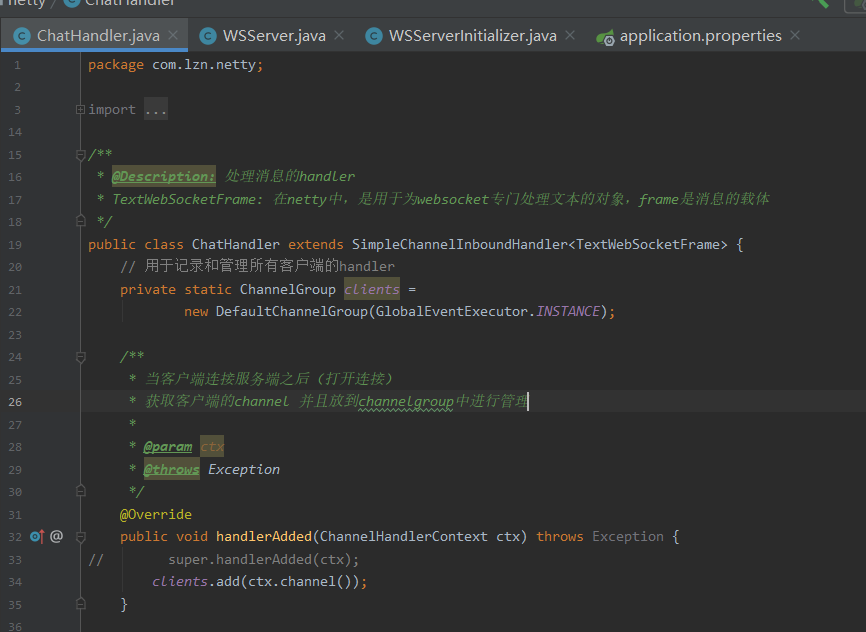 netty / ChatHandler
ChatHandler.java × WSServer.java × WSServerInitializer.java × application.properties ×
1 package com.lzn.netty;
2
3 import ...
14
15 /**
16 * @Description: 处理消息的handler
17 * TextWebSocketFrame: 在netty中，是用于为websocket专门处理文本的对象，frame是消息的载体
18 */
19 public class ChatHandler extends SimpleChannelInboundHandler<TextWebSocketFrame> {
20 // 用于记录和管理所有客户端的handler
21 private static ChannelGroup clients =
22 new DefaultChannelGroup(GlobalEventExecutor.INSTANCE);
23
24 /**
25 * 当客户端连接服务端之后（打开连接）
26 * 获取客户端的channel 并且放到channelgroup中进行管理
27 *
28 * @param ctx
29 * @throws Exception
30 */
31 @Override
32 public void handlerAdded(ChannelHandlerContext ctx) throws Exception {
33 // super.handlerAdded(ctx);
34 clients.add(ctx.channel());
35 }
36